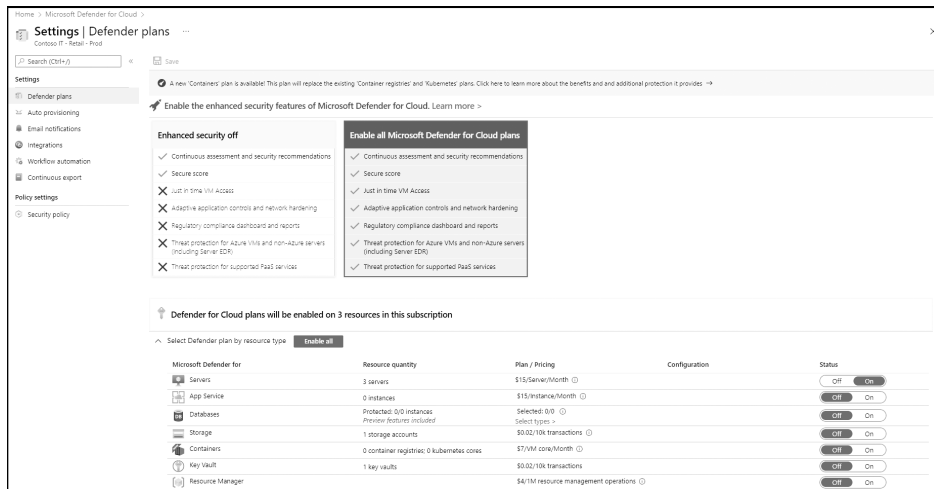 Home > Microsoft Defender for Cloud >
Settings | Defender plans ...
Contoso IT - Retail - Prod
Search (Ctrl+/)
«
Save
Settings
Defender plans
Auto provisioning
Email notifications
Integrations
Workflow automation
Continuous export
Policy settings
Security policy
A new 'Containers' plan is available! This plan will replace the existing 'Container registries' and 'Kubernetes' plans. Click here to learn more about the benefits and and additional protection it provides →
Enable the enhanced security features of Microsoft Defender for Cloud. Learn more >
Enhanced security off
Continuous assessment and security recommendations
Secure score
Just in time VM Access
Adaptive application controls and network hardening
Regulatory compliance dashboard and reports
Threat protection for Azure VMs and non-Azure servers
(including Server EDR)
Threat protection for supported PaaS services
Enable all Microsoft Defender for Cloud plans
Continuous assessment and security recommendations
Secure score
Just in time VM Access
Adaptive application controls and network hardening
Regulatory compliance dashboard and reports
Threat protection for Azure VMs and non-Azure servers
(including Server EDR)
Threat protection for supported PaaS services
Defender for Cloud plans will be enabled on 3 resources in this subscription
Select Defender plan by resource type Enable all
Microsoft Defender for Resource quantity Plan / Pricing Configuration Status
Servers 3 servers $15/Server/Month Off On
App Service 0 instances $15/Instance/Month Off On
Databases Protected: 0/0 instances Selected: 0/0 Off On
Preview features included Select types >
Storage 1 storage accounts $0.02/10k transactions Off On
Containers 0 container registries; 0 kubernetes cores $7/VM core/Month Off On
Key Vault 1 key vaults $0.02/10k transactions Off On
Resource Manager $4/1M resource management operations Off On